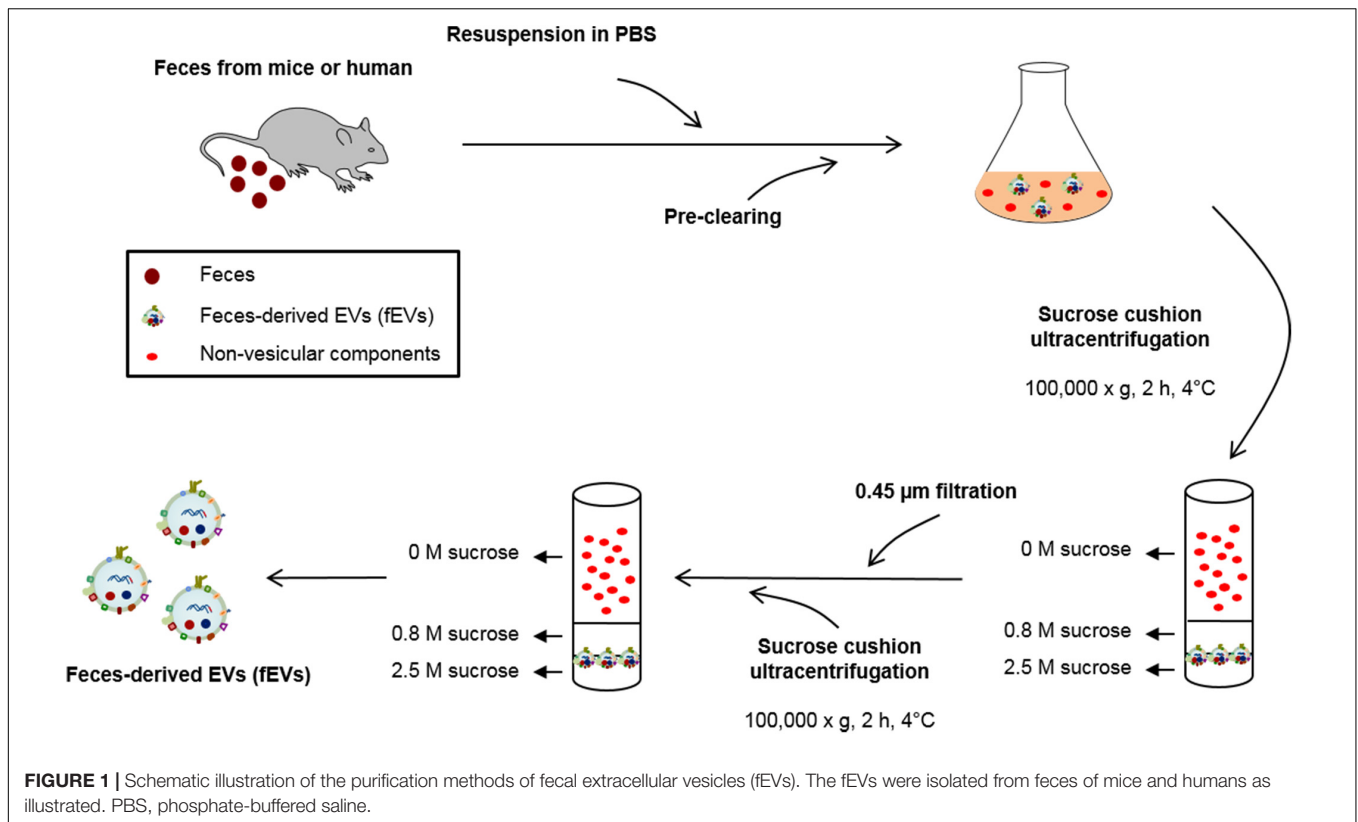 Resuspension in PBS
Feces from mice or human
Pre-clearing
Feces
Feces-derived EVs (fEVs)
Non-vesicular components
Sucrose cushion
ultracentrifugation
100,000 x g, 2 h, 4°C
0 M sucrose
0.8 M sucrose
2.5 M sucrose
0.45 µm filtration
Sucrose cushion
ultracentrifugation
100,000 x g, 2 h, 4°C
0 M sucrose
0.8 M sucrose
2.5 M sucrose
Feces-derived EVs (fEVs)
FIGURE 1 | Schematic illustration of the purification methods of fecal extracellular vesicles (fEVs). The fEVs were isolated from feces of mice and humans as
illustrated. PBS, phosphate-buffered saline.